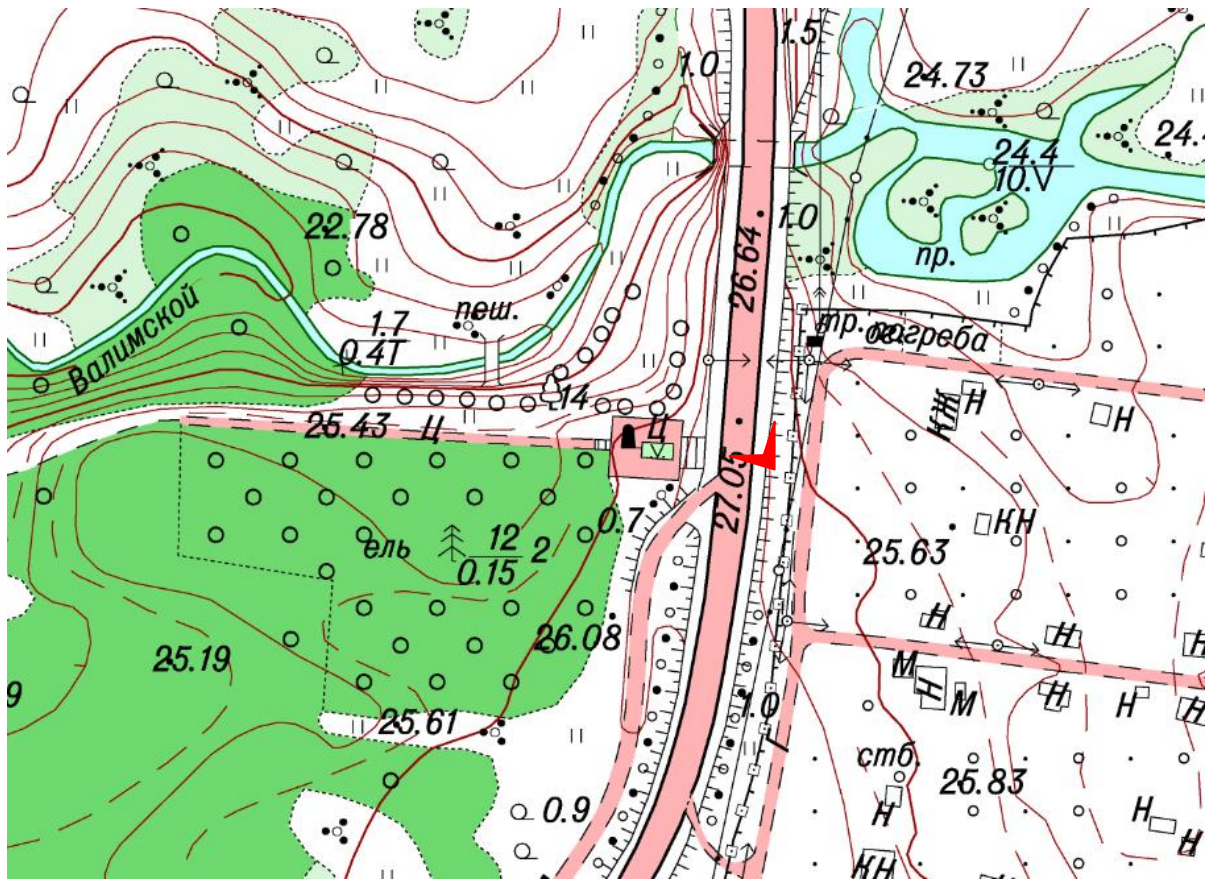 1.0
1.5
24.73
24.4
10.V
22.78
1.0
26.64
пр.
Валимской
1.7
0.4Т
пеш.
тр.
погреба
14
25.43
Ц
Ц
КЖ
Н
Н
27.05
0.7
КН
25.63
ель
12
0.15
2
26.08
25.19
Н
Н
Н
9
М
Н
М
Н
Н
Н
25.61
1.0
Г
стб.
25.83
0.9
Н
Н
Н
КН